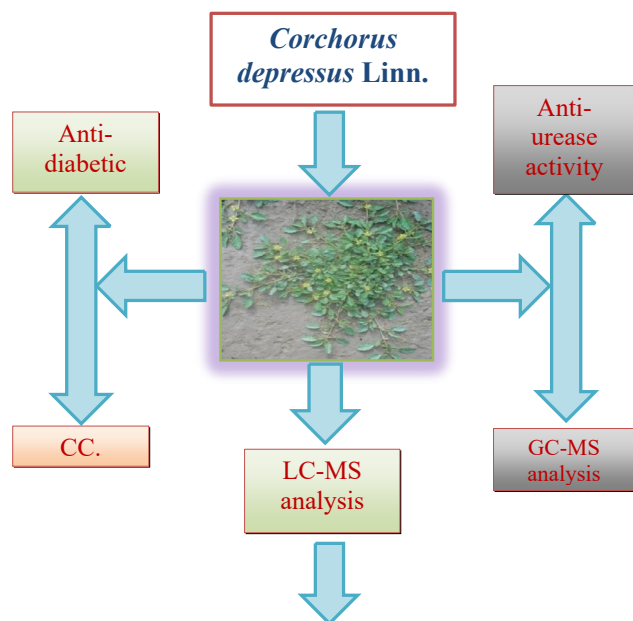 Corchorus
depressus Linn.
Anti-
diabetic
Anti-
urease
activity
CC.
LC-MS
analysis
GC-MS
analysis